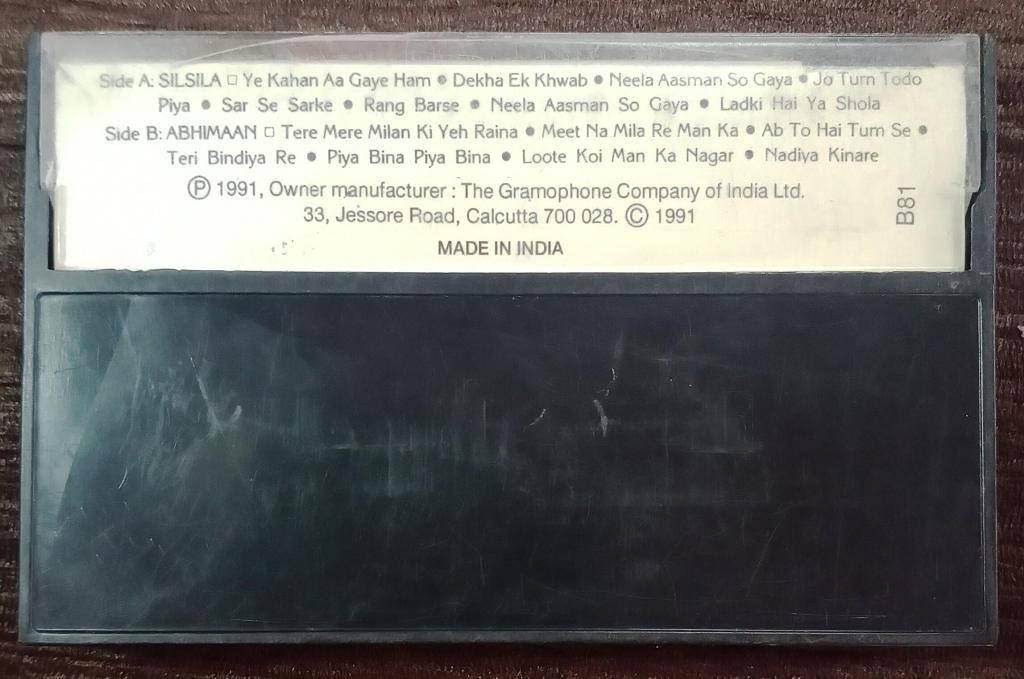 Side A: SILSILA □ Ye Kahan Aa Gaye Ham • Dekha Ek Khwab • Neela Aasman So Gaya • Jo Tum Todo
Piya • Sar Se Sarke • Rang Barse • Neela Aasman So Gaya • Ladki Hai Ya Shola
Side B: ABHIMAAN □ Tere Mere Milan Ki Yeh Raina • Meet Na Mila Re Man Ka • Ab To Hai Tum Se •
Teri Bindiya Re • Piya Bina Piya Bina • Loote Koi Man Ka Nagar • Nadiya Kinare
Ⓟ 1991, Owner manufacturer : The Gramophone Company of India Ltd.
33, Jessore Road, Calcutta 700 028. © 1991
MADE IN INDIA
B81